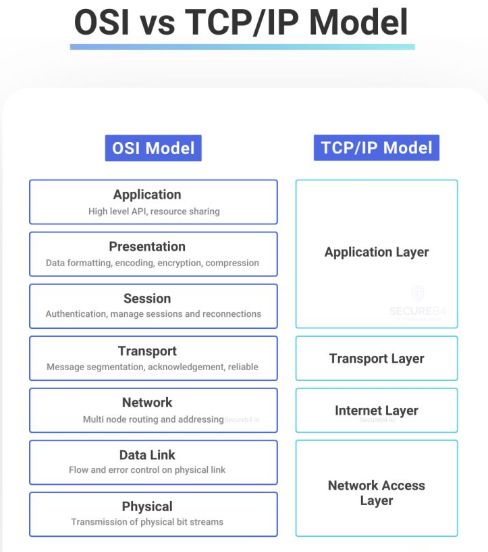 OSI vs TCP/IP Model
OSI Model
Application
High level API, resource sharing
Presentation
Data formatting, encoding, encryption, compression
Session
Authentication, manage sessions and reconnections
Transport
Message segmentation, acknowledgement, reliable
Network
Multi node routing and addressing
Data Link
Flow and error control on physical link
Physical
Transmission of physical bit streams
TCP/IP Model
Application Layer
Transport Layer
Internet Layer
Network Access
Layer